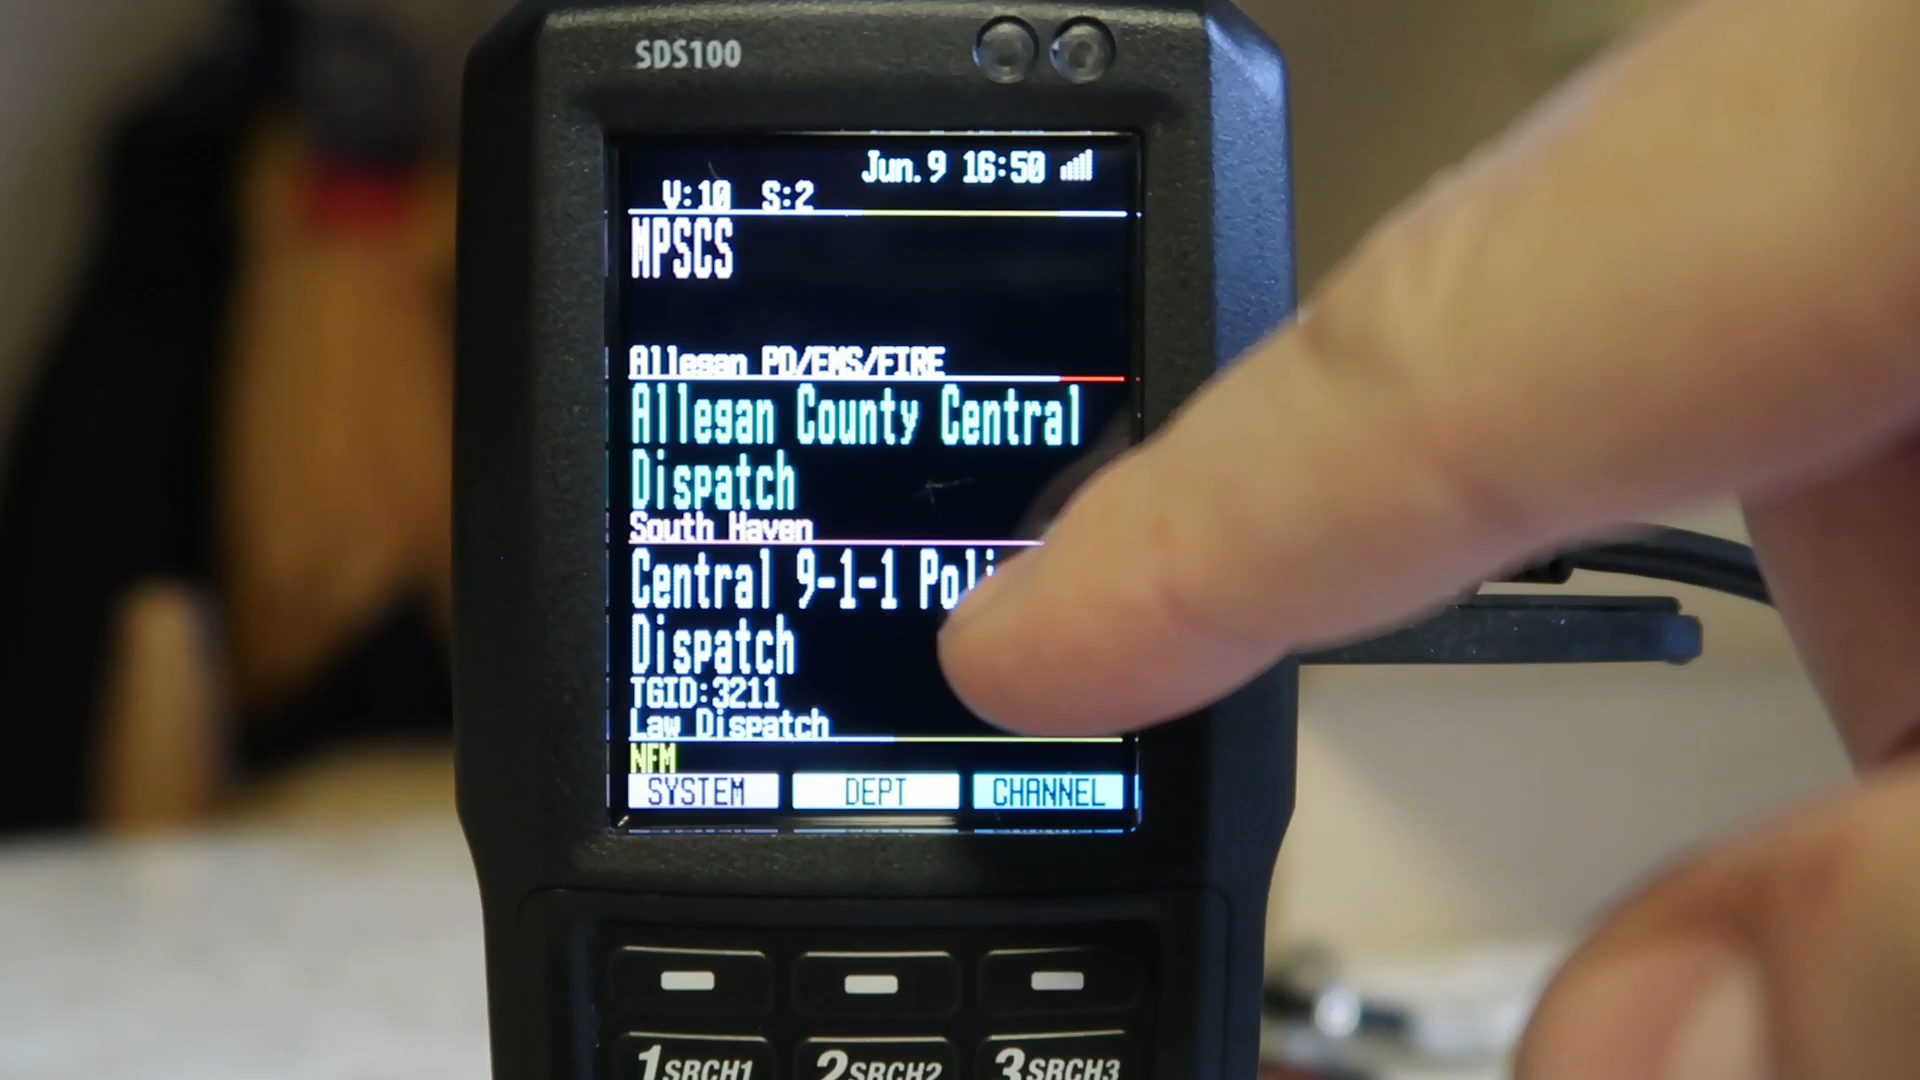 SDS100
Jun.9 16:50
V:10 S:2
MPSCS
Allegan PD/EMS/FIRE
Allegan County Central
Dispatch
South Haven
Central 9-1-1
Dispatch
TGID:3211
Law Dispatch
NFM
SYSTEM DEPT CHANNEL
1SRCH1 2SRCH2 3SRCH3